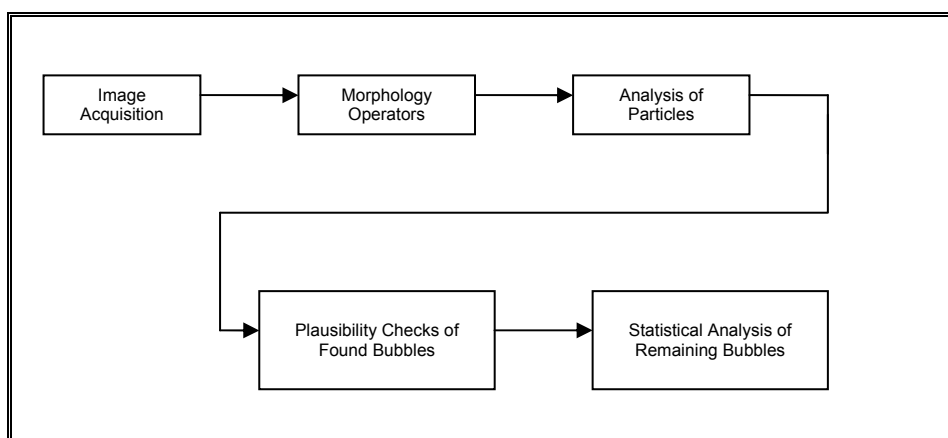 Image
Acquisition
Morphology
Operators
Analysis of
Particles
Plausibility Checks of
Found Bubbles
Statistical Analysis of
Remaining Bubbles